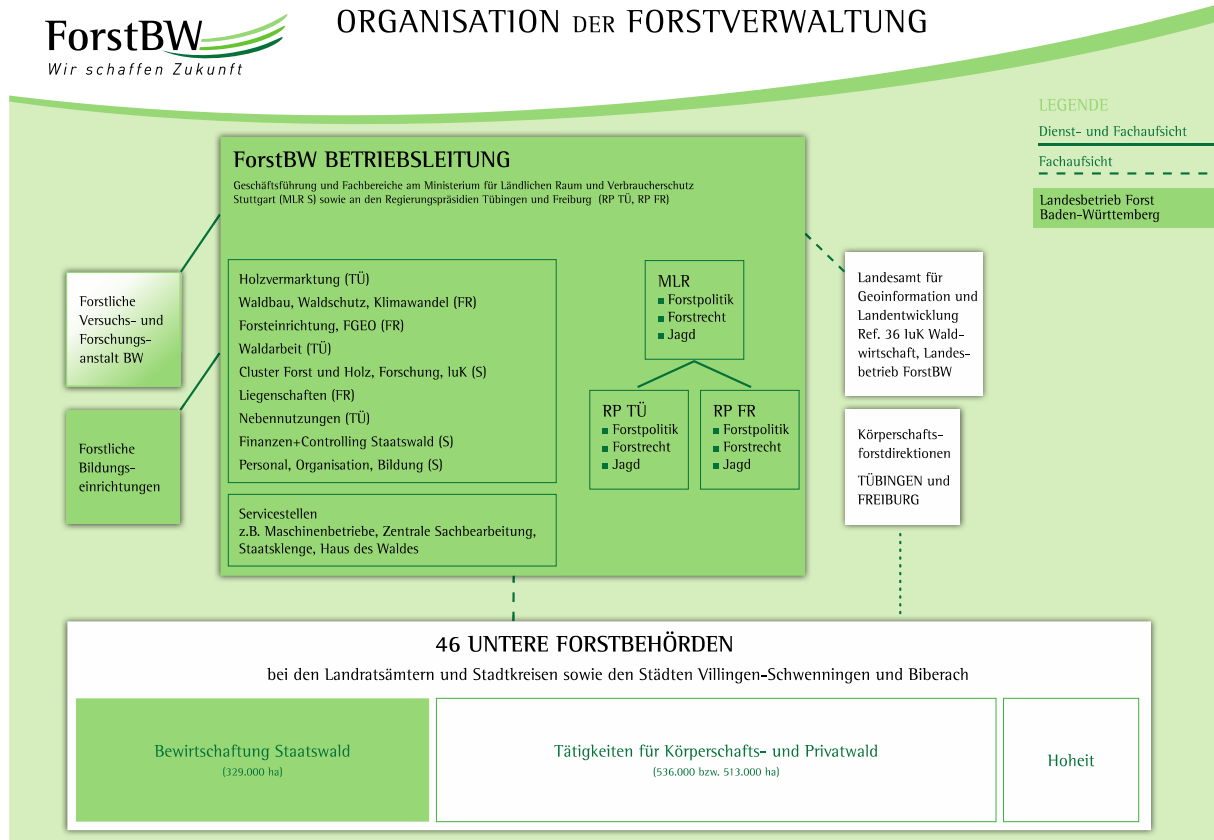 ForstBW
Wir schaffen Zukunft
ORGANISATION DER FORSTVERWALTUNG
LEGENDE
Dienst- und Fachaufsicht
Fachaufsicht
Landesbetrieb Forst
Baden-Württemberg
ForstBW BETRIEBSLEITUNG
Geschäftsführung und Fachbereiche am Ministerium für Ländlichen Raum und Verbraucherschutz
Stuttgart (MLR S) sowie an den Regierungspräsidien Tübingen und Freiburg (RP TÜ, RP FR)
Forstliche
Versuchs- und
Forschungs-
anstalt BW
Forstliche
Bildungs-
einrichtungen
Holzvermarktung (TÜ)
Waldbau, Waldschutz, Klimawandel (FR)
Forsteinrichtung, FGEO (FR)
Waldarbeit (TÜ)
Cluster Forst und Holz, Forschung, IuK (S)
Liegenschaften (FR)
Nebennutzungen (TÜ)
Finanzen+Controlling Staatswald (S)
Personal, Organisation, Bildung (S)
Servicestellen
z.B. Maschinenbetriebe, Zentrale Sachbearbeitung,
Staatsklenge, Haus des Waldes
MLR
Forstpolitik
Forstrecht
Jagd
RP TÜ
Forstpolitik
Forstrecht
Jagd
RP FR
Forstpolitik
Forstrecht
Jagd
Landesamt für
Geoinformation und
Landentwicklung
Ref. 36 IuK Wald-
wirtschaft, Landes-
betrieb ForstBW
Körperschafts-
forstdirektionen
TÜBINGEN und
FREIBURG
46 UNTERE FORSTBEHÖRDEN
bei den Landratsämtern und Stadtkreisen sowie den Städten Villingen-Schwenningen und Biberach
Bewirtschaftung Staatswald
(329.000 ha)
Tätigkeiten für Körperschafts- und Privatwald
(536.000 bzw. 513.000 ha)
Hoheit